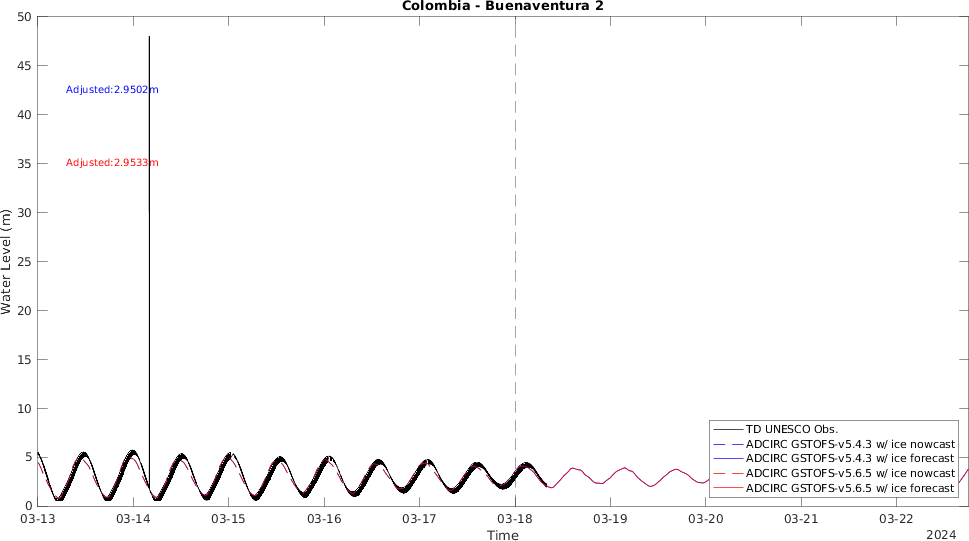 Colombia - Buenaventura 2
50
45
40
35
30
25
20
15
10
5
0
Water Level (m)
Adjusted:2.9502m
Adjusted:2.9533m
TD UNESCO Obs.
ADCIRC GSTOFS-v5.4.3 w/ ice nowcast
ADCIRC GSTOFS-v5.4.3 w/ ice forecast
ADCIRC GSTOFS-v5.6.5 w/ ice nowcast
ADCIRC GSTOFS-v5.6.5 w/ ice forecast
03-13 03-14 03-15 03-16 03-17 03-18 03-19 03-20 03-21 03-22
Time
2024